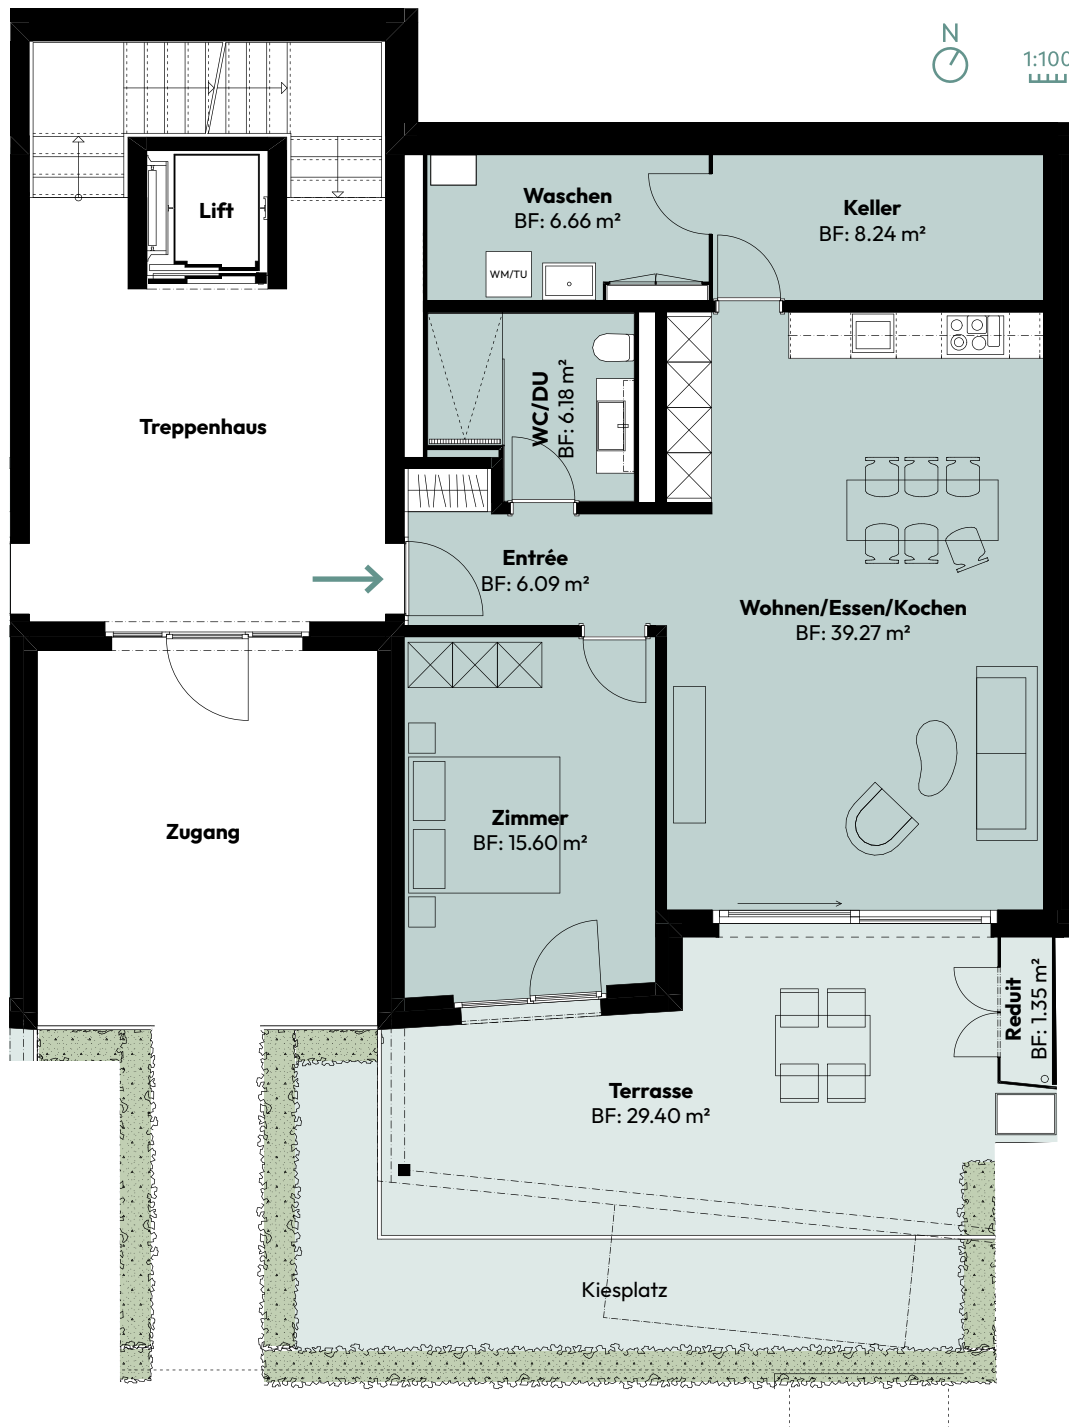 N
1:100
Waschen
BF: 6.66 m²
Keller
BF: 8.24 m²
Lift
WM/TU
WC/DU
BF: 6.18 m²
Treppenhaus
Entrée
BF: 6.09 m²
Wohnen/Essen/Kochen
BF: 39.27 m²
Zimmer
BF: 15.60 m²
Zugang
Reduit
BF: 1.35 m²
Terrasse
BF: 29.40 m²
Kiesplatz